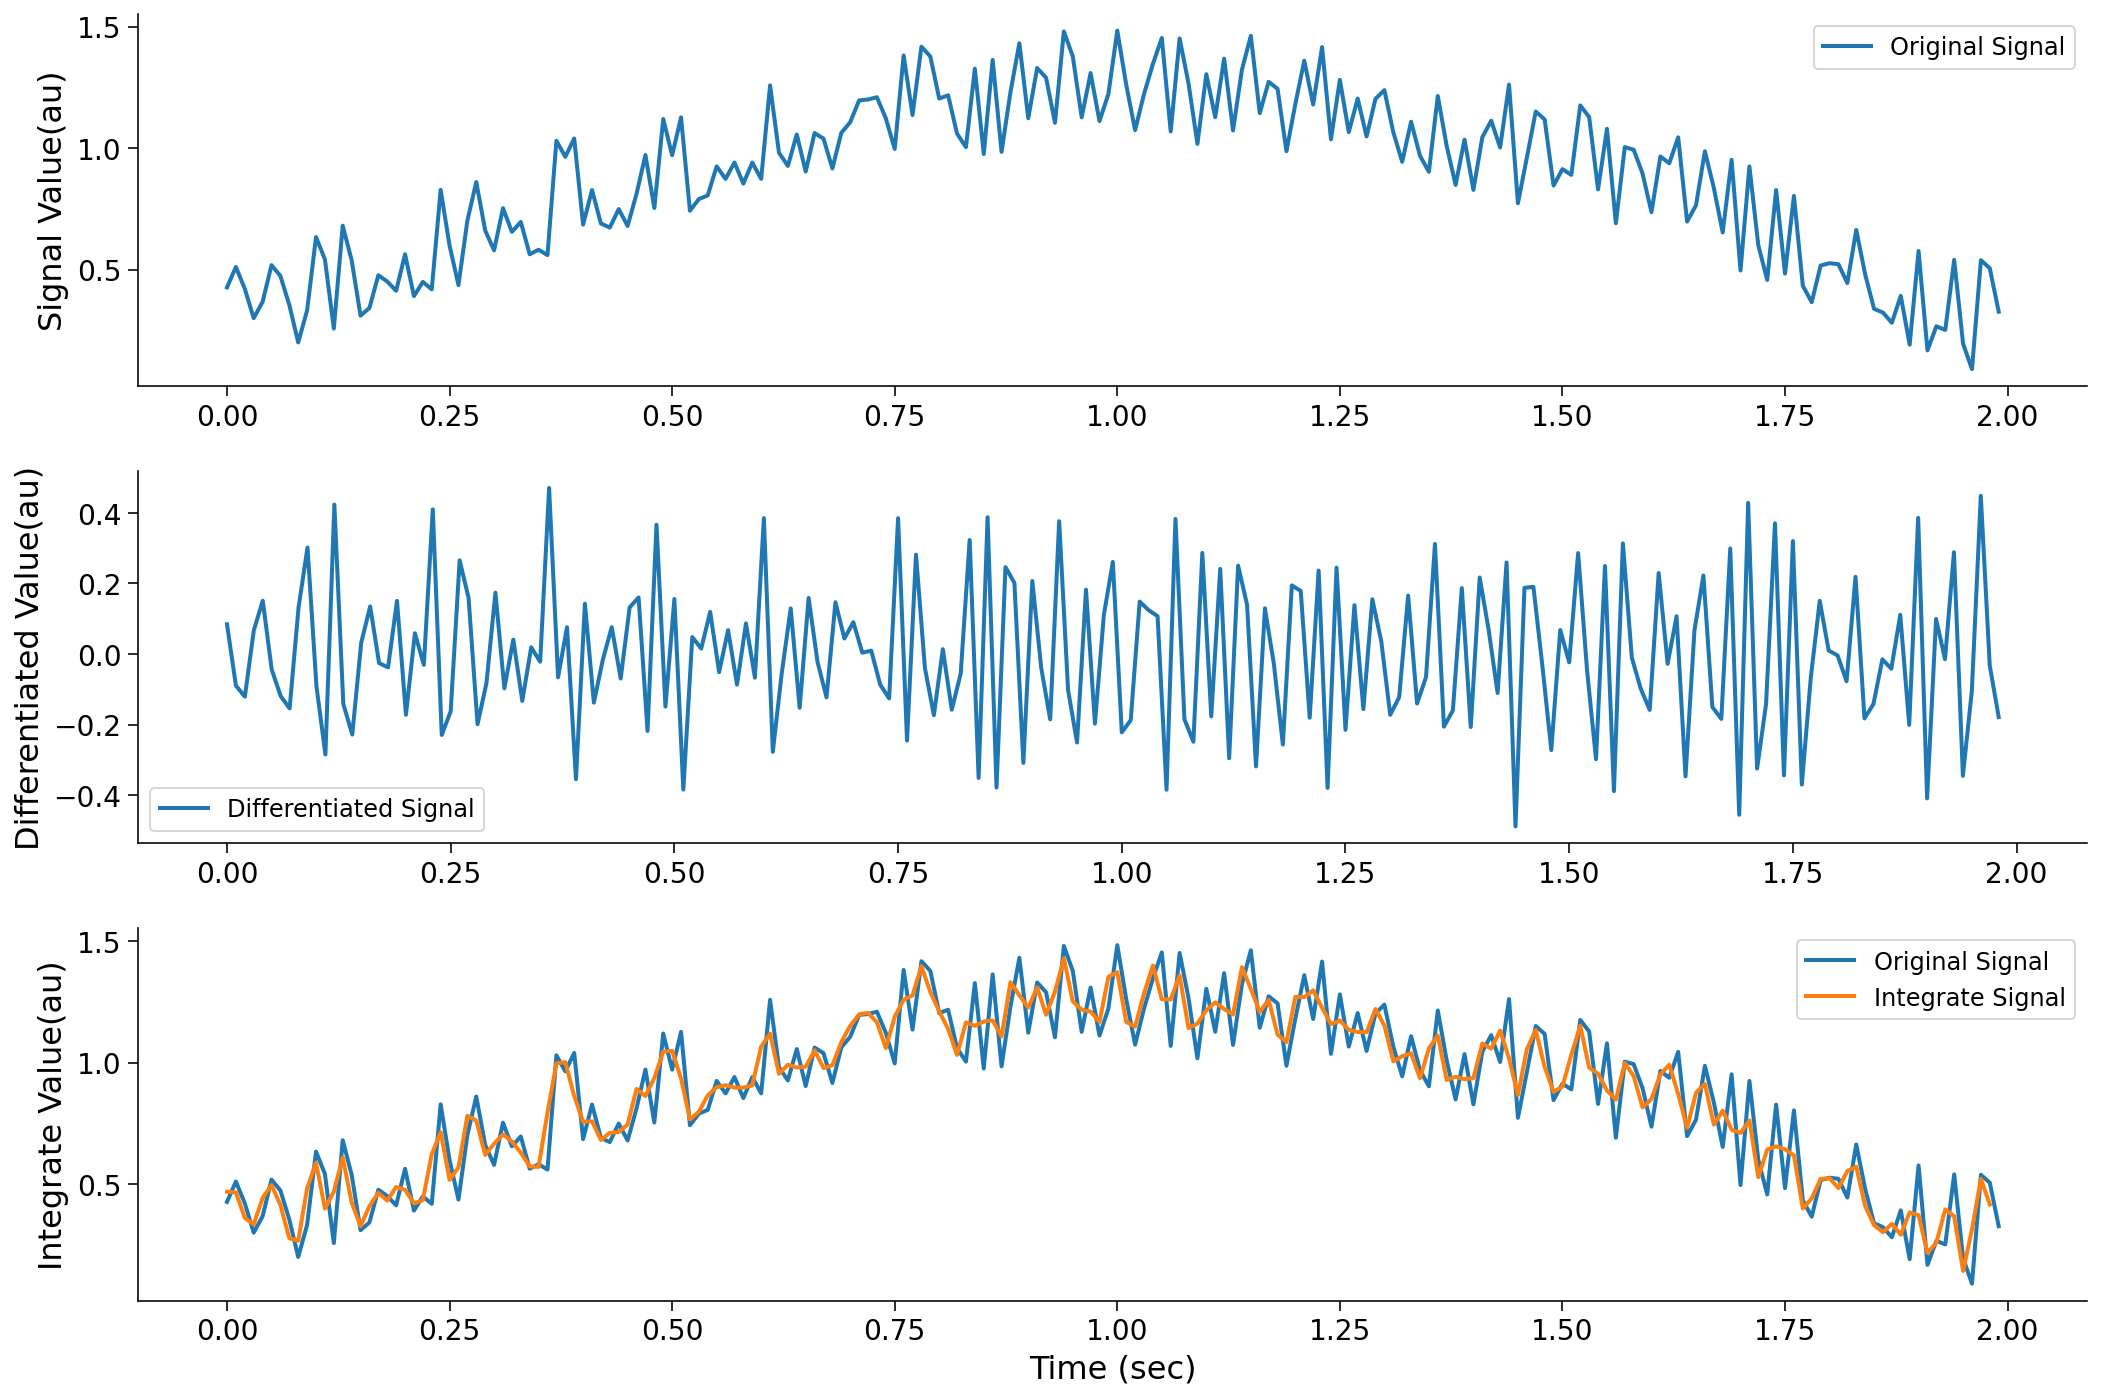 Signal Value(au)
1.5
1.0
0.5
Original Signal
0.00 0.25 0.50 0.75 1.00 1.25 1.50 1.75 2.00
Differentiated Value(au)
0.4
0.2
0.0
−0.2
−0.4
Differentiated Signal
0.00 0.25 0.50 0.75 1.00 1.25 1.50 1.75 2.00
Integrate Value(au)
1.5
1.0
0.5
Original Signal
Integrate Signal
0.00 0.25 0.50 0.75 1.00 1.25 1.50 1.75 2.00
Time (sec)